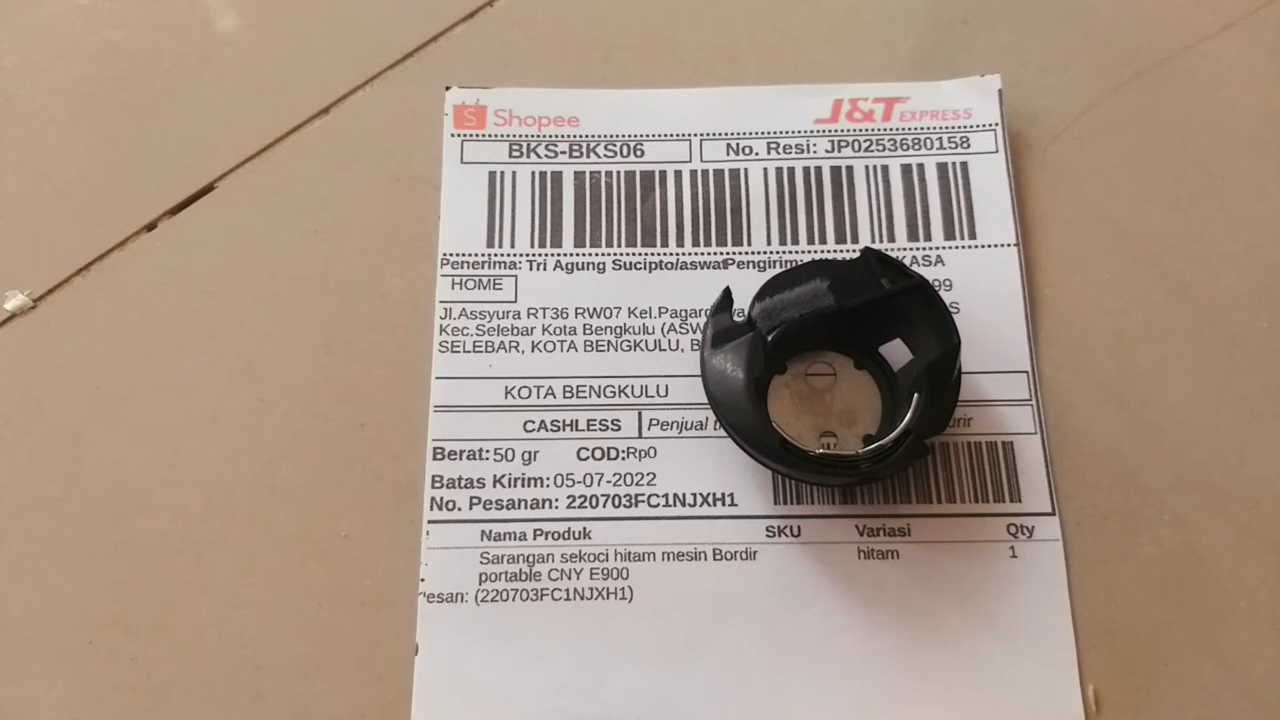 Shopee
J&T EXPRESS
BKS-BKS06
No. Resi: JP0253680158
Penerima: Tri Agung Sucipto/aswat Pengirim: KASA
HOME
99
Jl.Assyura RT36 RW07
Kec.Selebar Kota Bengkulu
SELEBAR, KOTA BENGKULU,
KOTA BENGKULU
CASHLESS
Penjual
Berat: 50 gr COD:Rp0
Batas Kirim: 05-07-2022
No. Pesanan: 220703FC1NJXH1
Nama Produk SKU Variasi Qty
Sarangan sekoci hitam mesin Bordir hitam 1
portable CNY E900
esan: (220703FC1NJXH1)